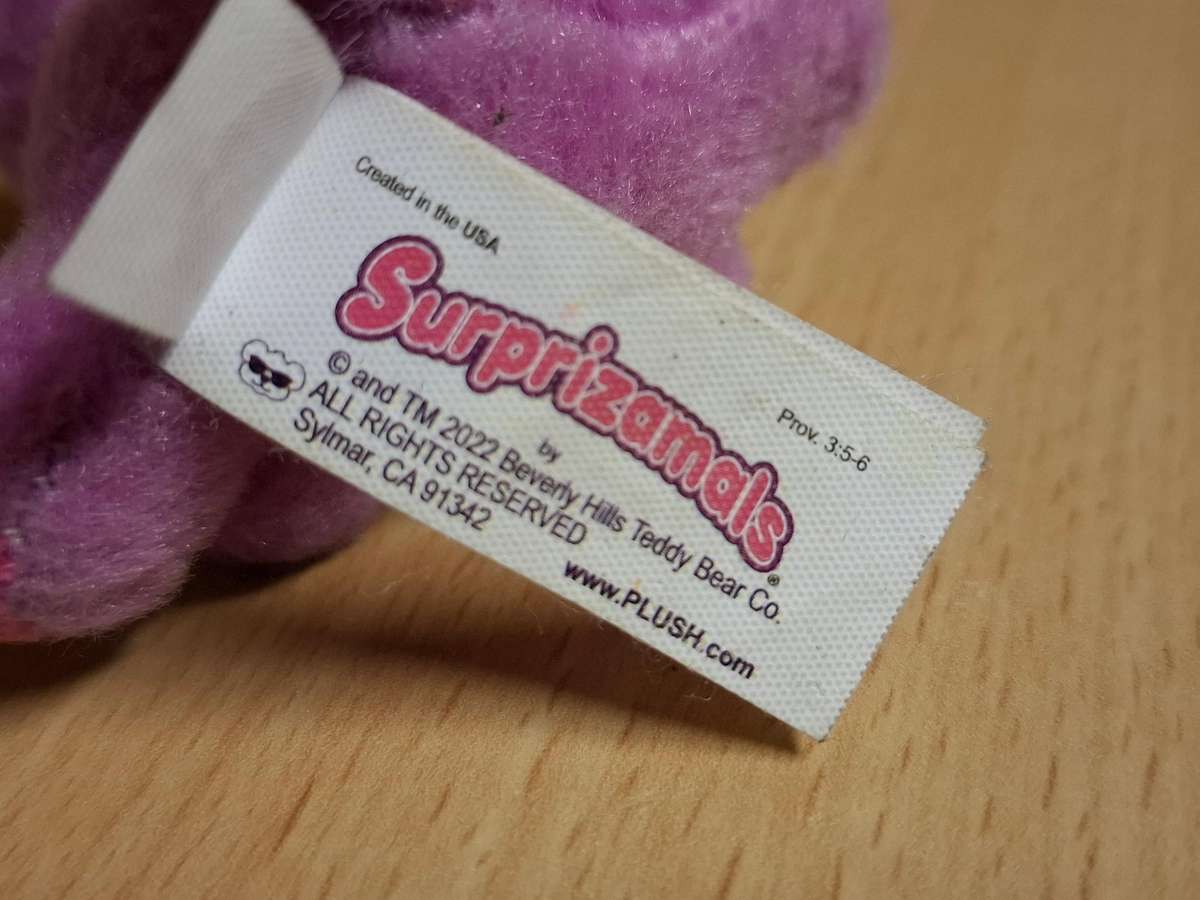 Created in the USA
Surprizamals®
Prov. 3:5-6
by
© and TM 2022 Beverly Hills Teddy Bear Co.
ALL RIGHTS RESERVED
Sylmar, CA 91342
www.PLUSH.com